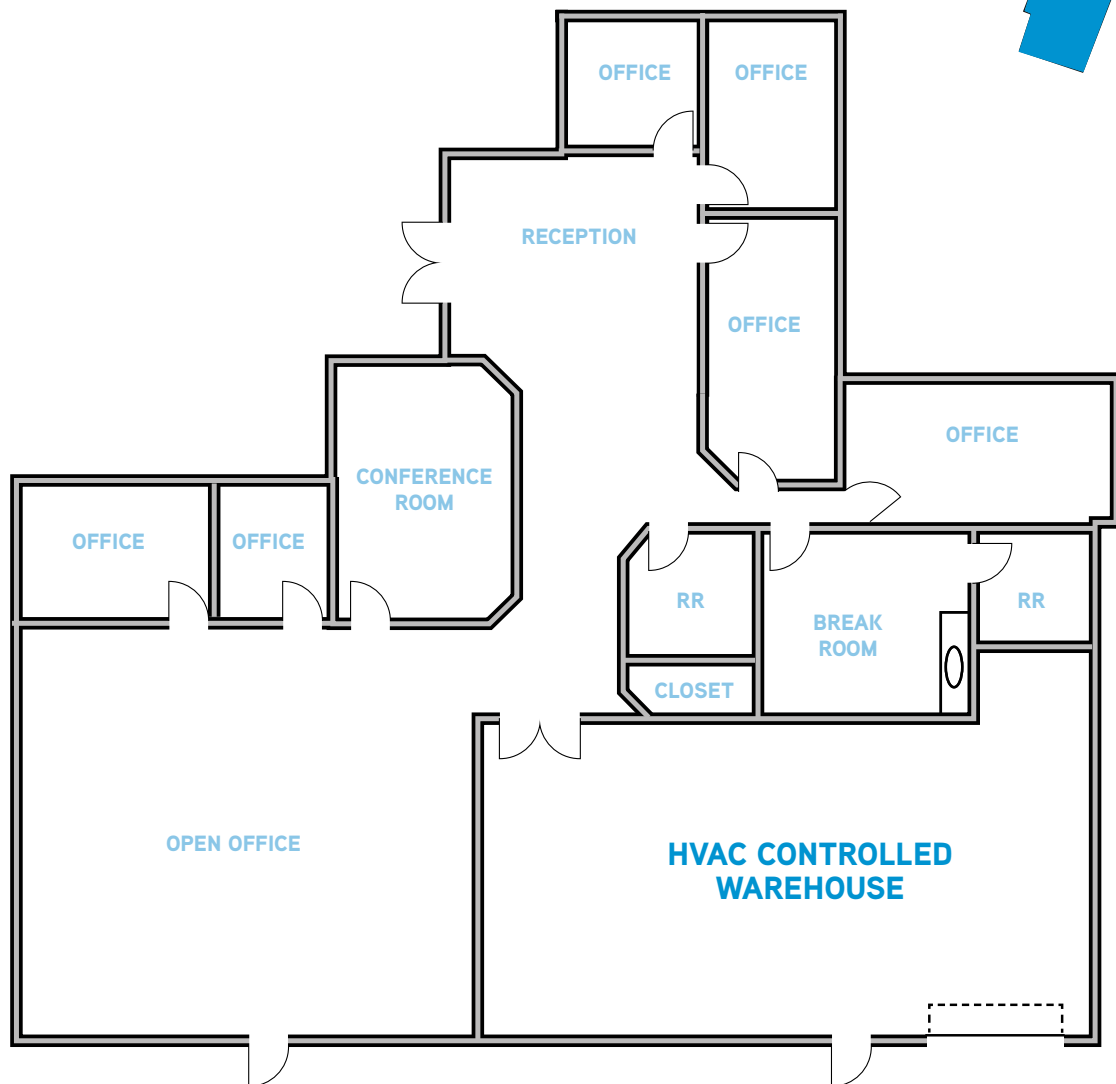 OFFICE
OFFICE
RECEPTION
OFFICE
OFFICE
CONFERENCE
ROOM
OFFICE
OFFICE
RR
BREAK
ROOM
RR
CLOSET
OPEN OFFICE
HVAC CONTROLLED
WAREHOUSE